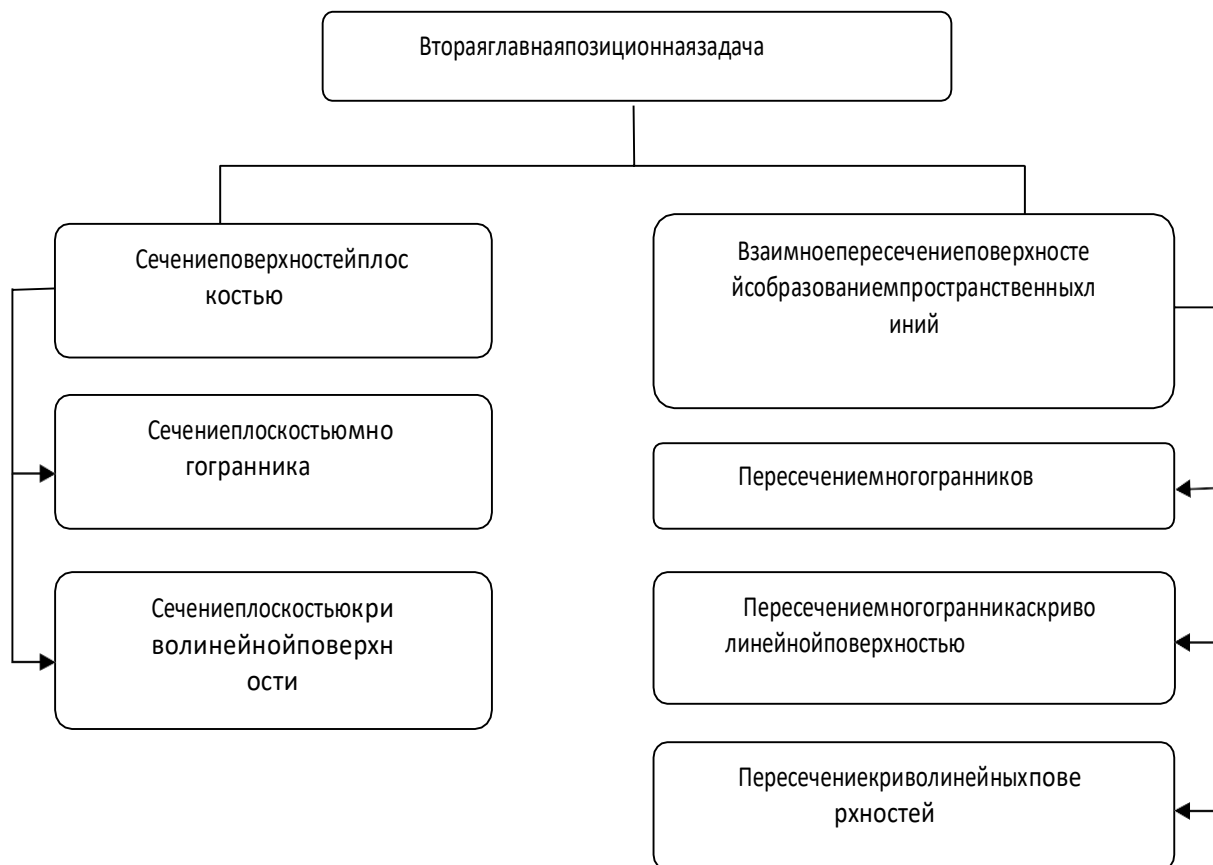 Втораяглавнаяпозиционнаязадача
Сечениеповерхностейплос
костью
Взаимноепересечениеповерхносте
йсобразованиемпространственныхл
иний
Сечениеплоскостьюмно
гогранника
Пересечениемногогранников
Сечениеплоскостьюкри
волинейнойповерхн
ости
Пересечениемногогранникаскриво
линейнойповерхностью
Пересечениекриволинейныхпове
рхностей